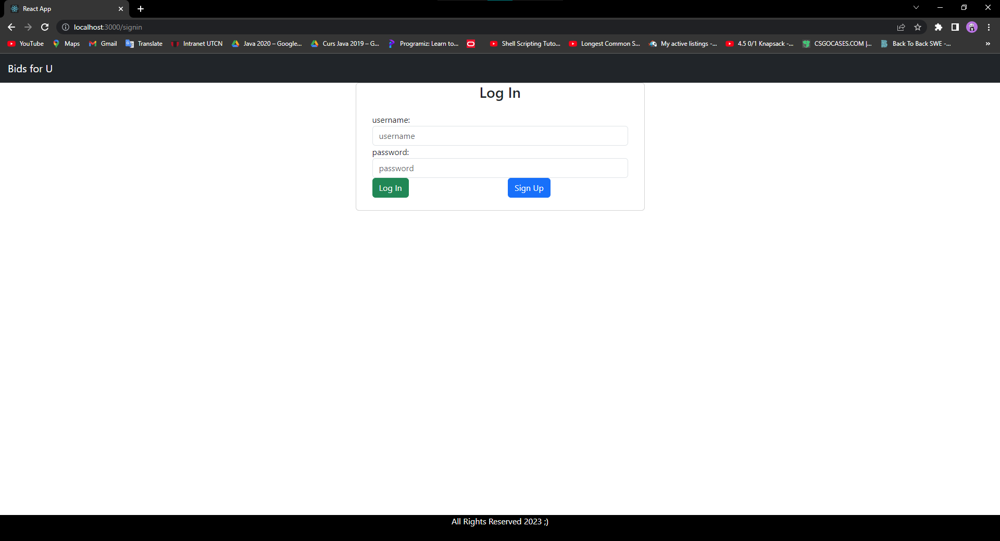 React App
localhost:3000/signin
YouTube Maps Gmail Translate Intranet UTCN Java 2020 – Google... Curs Java 2019 – G... Programiz: Learn to... Shell Scripting Tuto... Longest Common S... My active listings -... 4.5 0/1 Knapsack -... CSGOCASES.COM |... Back To Back SWE -... »
Bids for U
Log In
username:
username
password:
password
Log In Sign Up
All Rights Reserved 2023 ;)